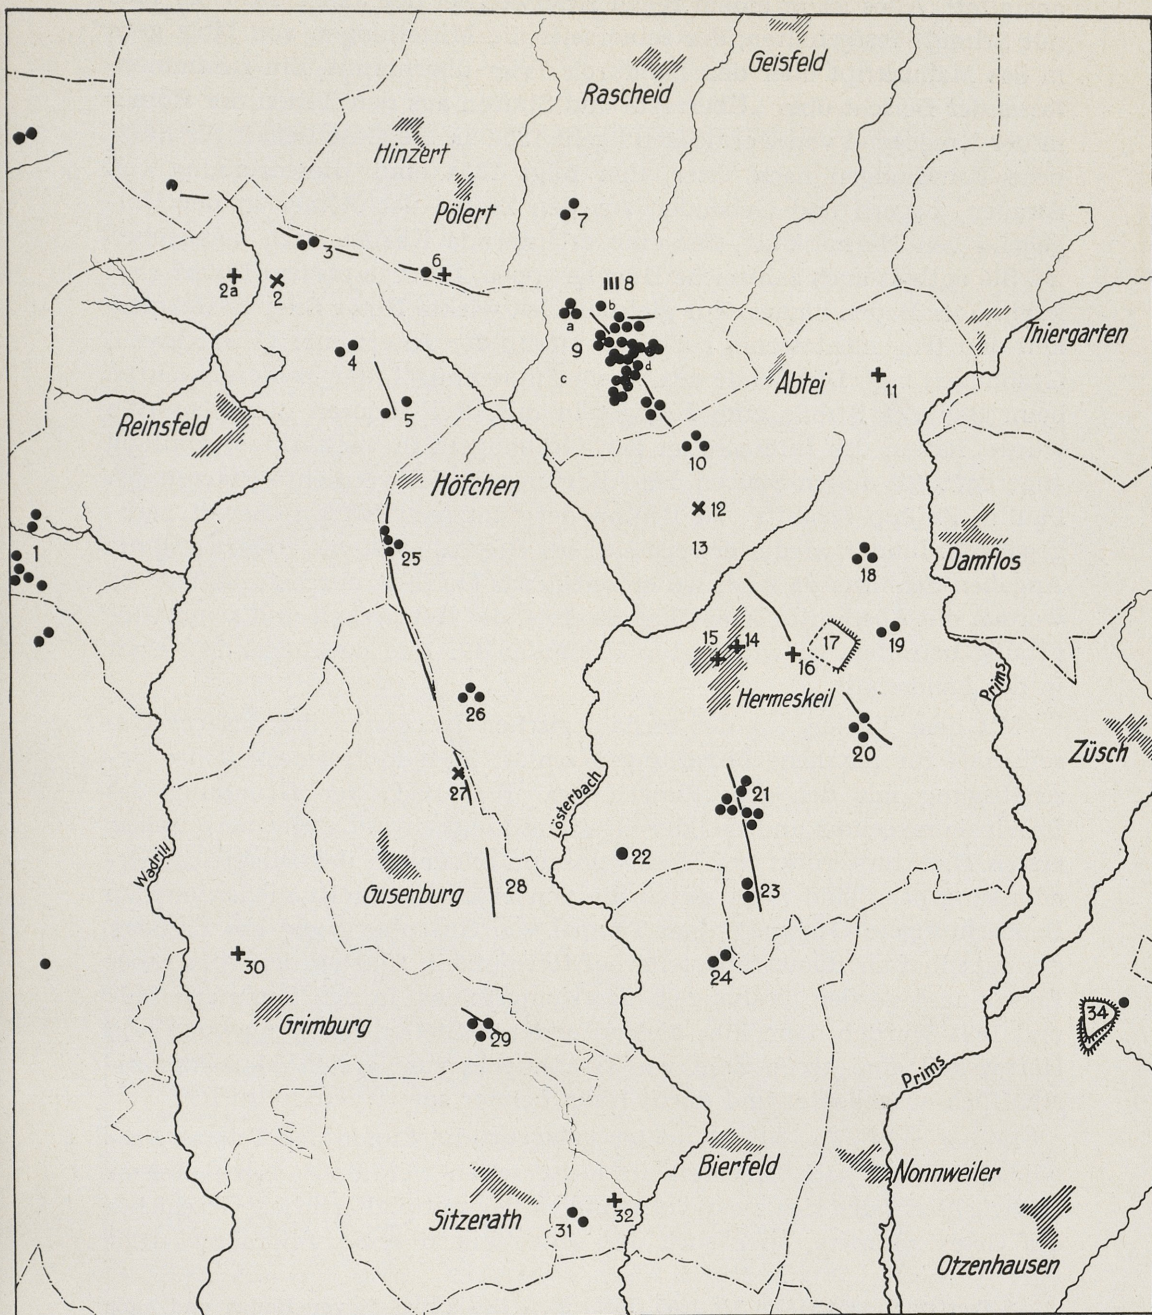 Geisfeld
Rascheid
Hinzert
Pölert
7
3
6
2a
2
III 8
b
a
9
d
c
Thiergarten
Abtei
11
4
5
Reinsfeld
10
Höfchen
12
13
1
25
18
Damflos
15
14
17
19
16
Prims
Hermeskeil
26
20
Züsch
27
21
Lösterbach
22
Wadrill
Gusenburg
28
23
30
24
34
Grimburg
29
Prims
Bierfeld
Nonnweiler
Sitzerath
31
32
Otzenhausen